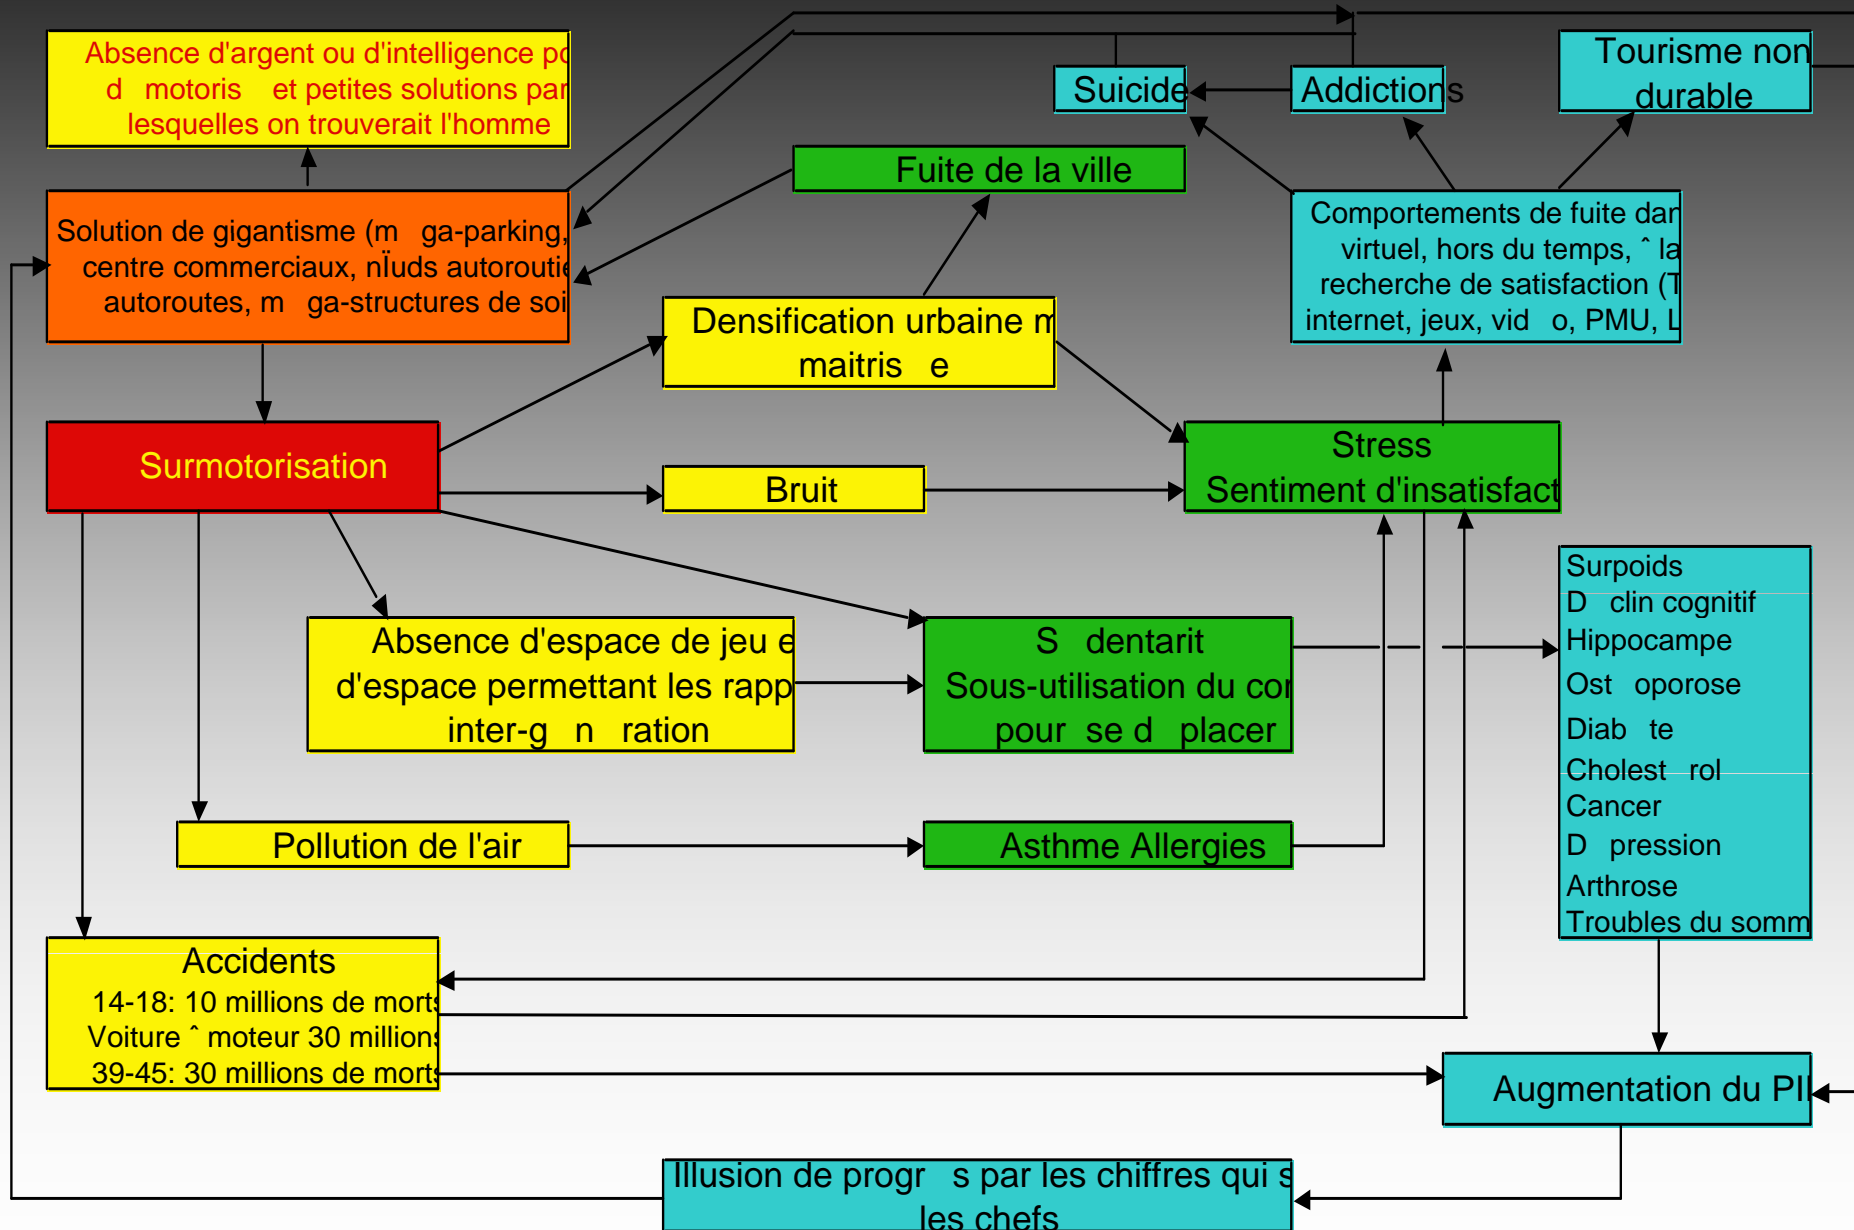 Absence d'argent ou d'intelligence po
d motoris et petites solutions par
lesquelles on trouverait l'homme
Suicide
Addictions
Tourisme non
durable
Fuite de la ville
Solution de gigantisme (m ga-parking,
centre commerciaux, nÏuds autoroutie
autoroutes, m ga-structures de soi
Comportements de fuite dan
virtuel, hors du temps, ˆ la
recherche de satisfaction (T
internet, jeux, vid o, PMU, L
Densification urbaine m
maitris e
Surmotorisation
Bruit
Stress
Sentiment d'insatisfact
Absence d'espace de jeu e
d'espace permettant les rapp
inter-g n ration
S dentarit
Sous-utilisation du cor
pour se d placer
Surpoids
D clin cognitif
Hippocampe
Ost oporose
Diab te
Cholest rol
Cancer
D pression
Arthrose
Troubles du somm
Pollution de l'air
Asthme Allergies
Accidents
14-18: 10 millions de morts
Voiture ˆ moteur 30 millions
39-45: 30 millions de morts
Augmentation du PI
Illusion de progr s par les chiffres qui s
les chefs